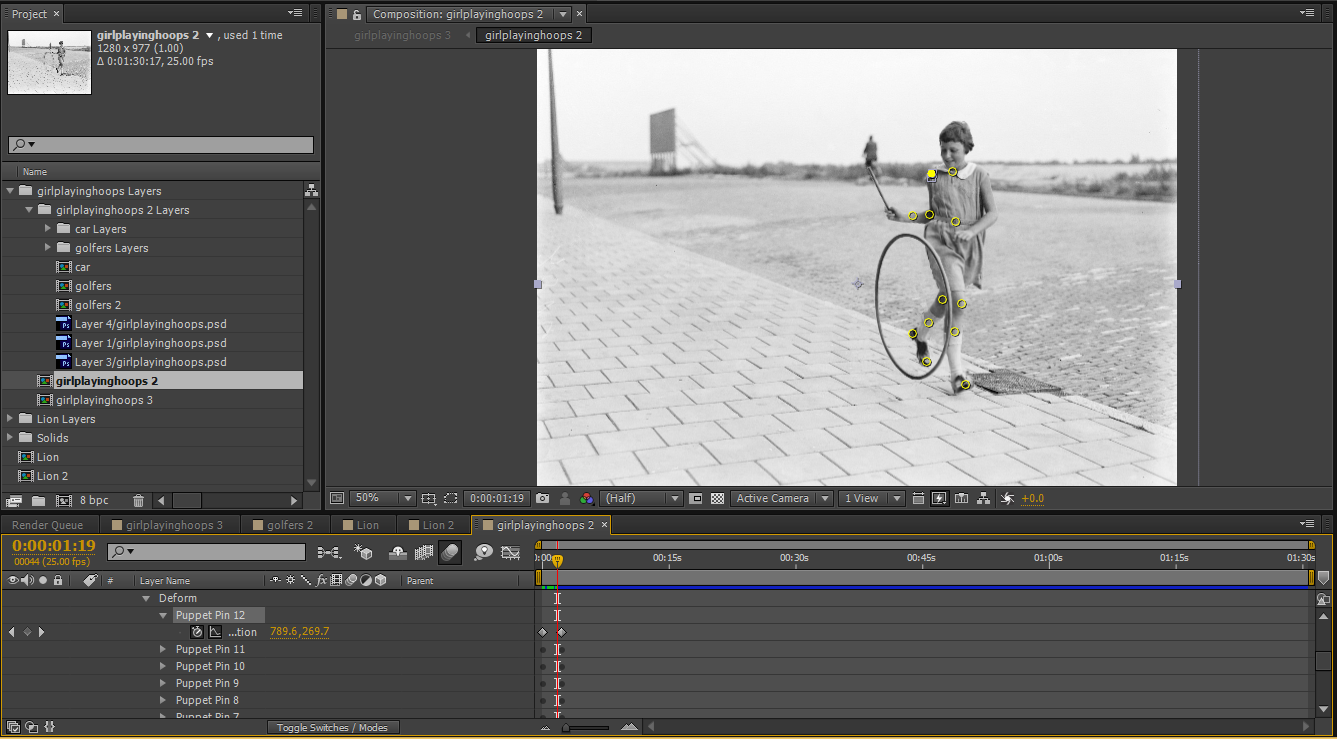 Project ×
girlplayinghoops 2 ▼ , used 1 time
1280 x 977 (1.00)
Δ 0:01:30:17, 25.00 fps
Name
girlplayinghoops Layers
girlplayinghoops 2 Layers
car Layers
golfers Layers
car
golfers
golfers 2
Ps Layer 4/girlplayinghoops.psd
Ps Layer 1/girlplayinghoops.psd
Ps Layer 3/girlplayinghoops.psd
girlplayinghoops 2
girlplayinghoops 3
Lion Layers
Solids
Lion
Lion 2
8 bpc
Composition: girlplayinghoops 2 ×
girlplayinghoops 3 girlplayinghoops 2
50% 0:00:01:19 (Half) Active Camera 1 View +0.0
Render Queue girlplayinghoops 3 golfers 2 Lion Lion 2 girlplayinghoops 2 ×
0:00:01:19
00044 (25.00 fps)
00:15s 00:30s 00:45s 01:00s 01:15s 01:30s
# Layer Name fx Parent
Deform
Puppet Pin 12
...tion 789.6,269.7
Puppet Pin 11
Puppet Pin 10
Puppet Pin 9
Puppet Pin 8
Puppet Pin 7
Toggle Switches / Modes